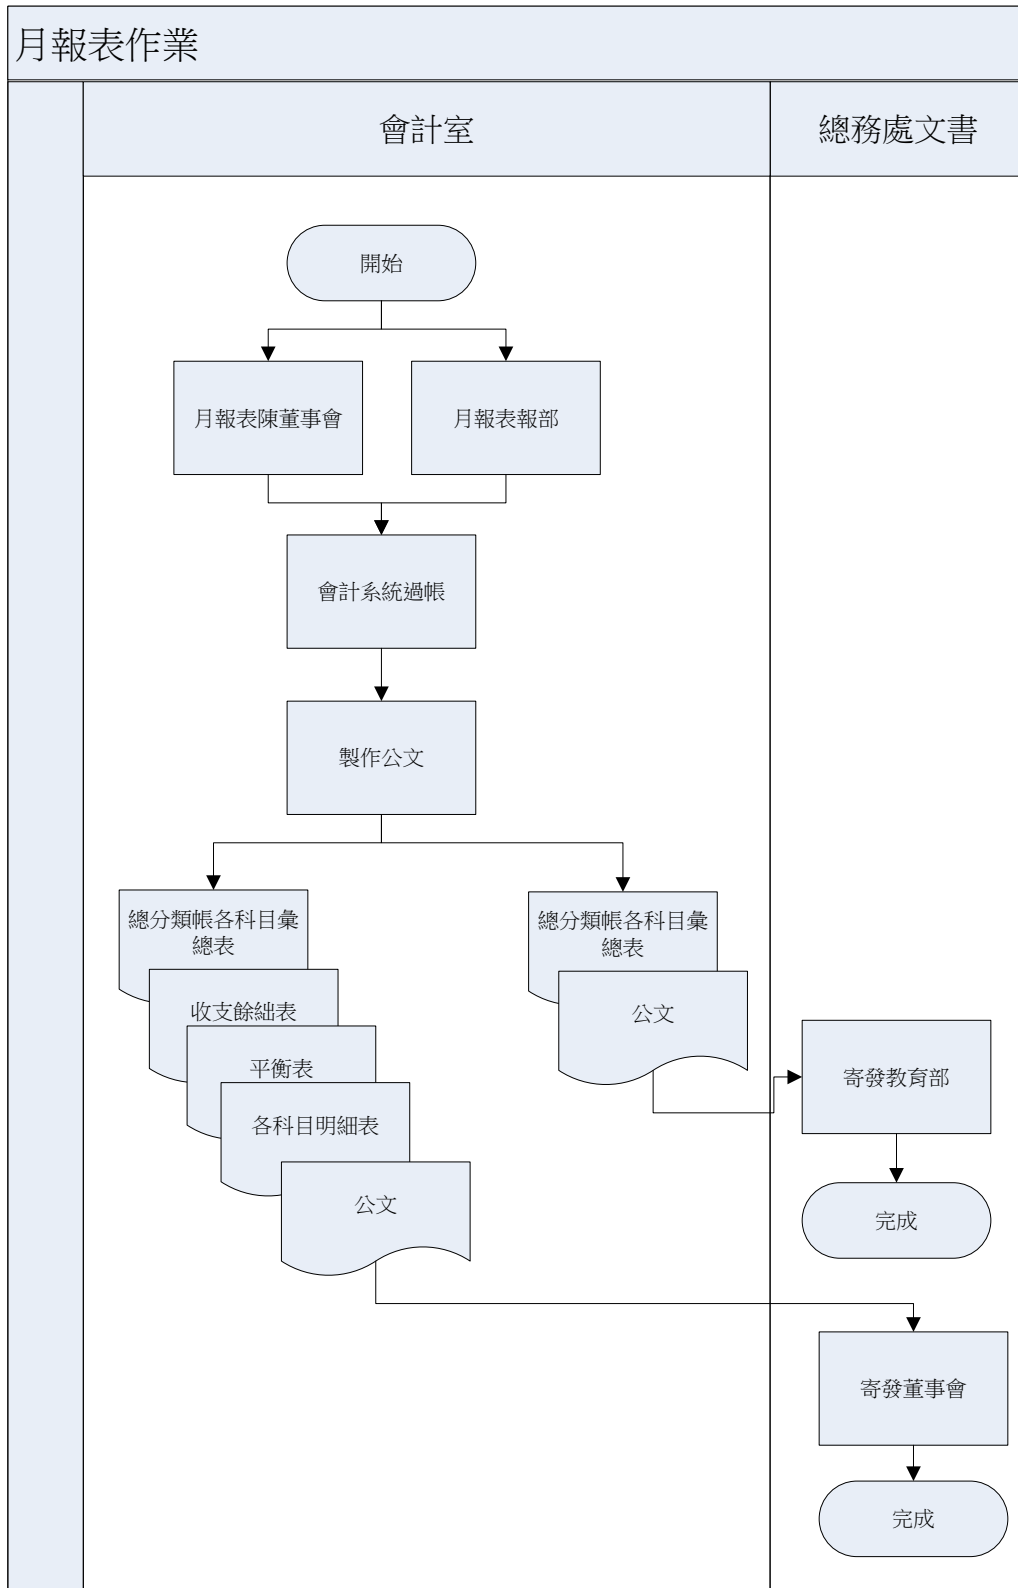 月報表作業
會計室
總務處文書
開始
月報表陳董事會
月報表報部
會計系統過帳
製作公文
總分類帳各科目彙
總表
收支餘絀表
平衡表
各科目明細表
公文
總分類帳各科目彙
總表
公文
寄發教育部
完成
寄發董事會
完成